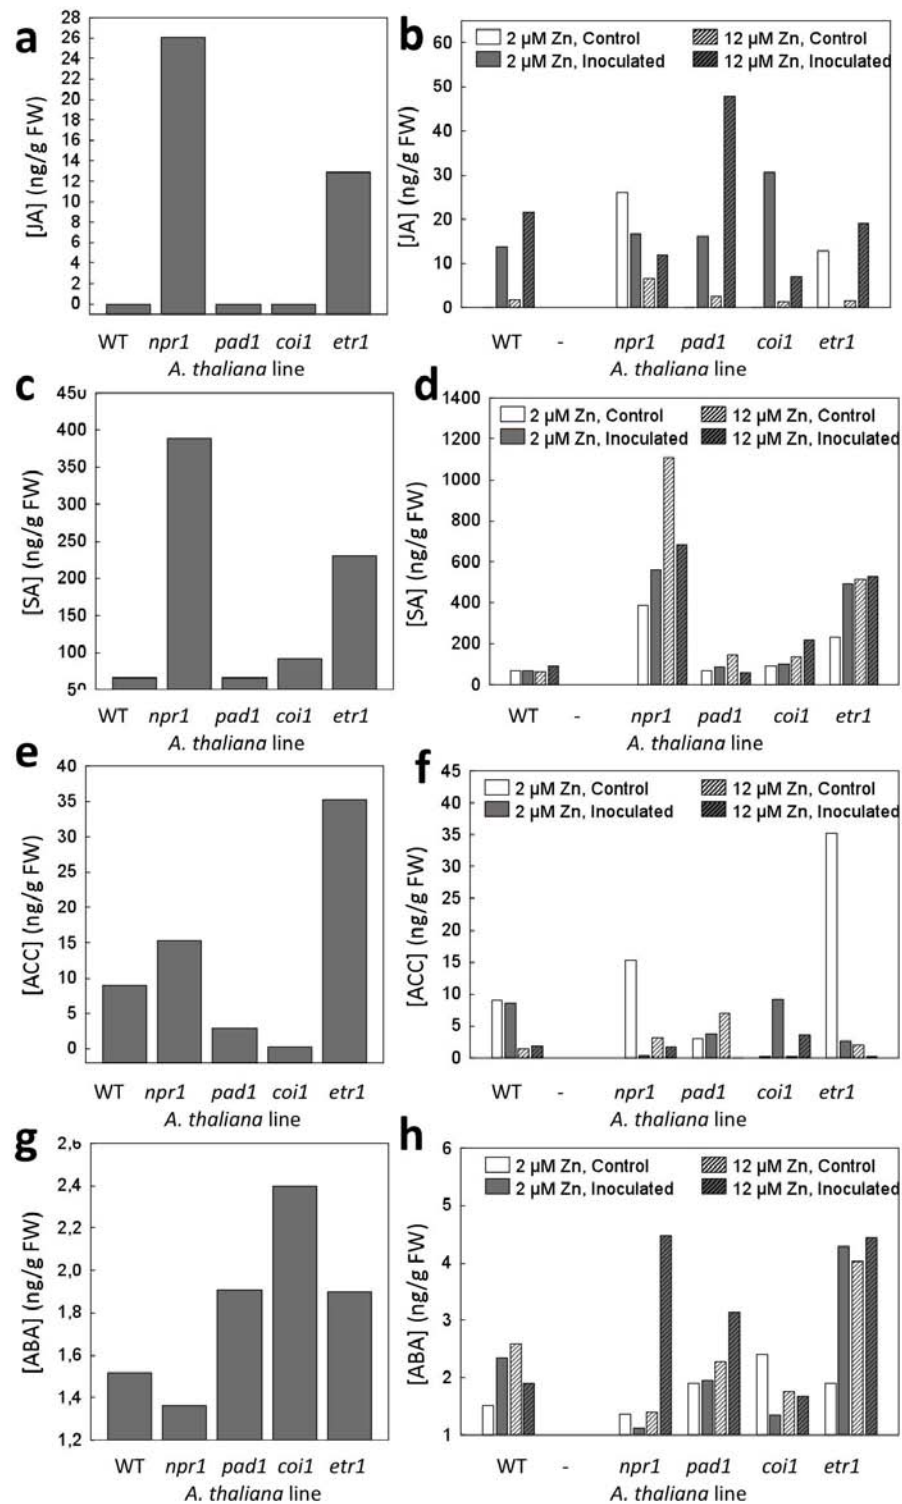 a
28
26
24
22
20
18
16
14
12
10
8
6
4
2
0
[JA] (ng/g FW)
WT npr1 pad1 coi1 etr1
A. thaliana line
b
60
50
40
30
20
10
0
[JA] (ng/g FW)
2 µM Zn, Control
2 µM Zn, Inoculated
12 µM Zn, Control
12 µM Zn, Inoculated
WT - npr1 pad1 coi1 etr1
A. thaliana line
c
450
400
350
300
250
200
150
100
50
[SA] (ng/g FW)
WT npr1 pad1 coi1 etr1
A. thaliana line
d
1400
1200
1000
800
600
400
200
0
[SA] (ng/g FW)
2 µM Zn, Control
2 µM Zn, Inoculated
12 µM Zn, Control
12 µM Zn, Inoculated
WT - npr1 pad1 coi1 etr1
A. thaliana line
e
40
35
30
25
20
15
10
5
0
[ACC] (ng/g FW)
WT npr1 pad1 coi1 etr1
A. thaliana line
f
45
40
35
30
25
20
15
10
5
0
[ACC] (ng/g FW)
2 µM Zn, Control
2 µM Zn, Inoculated
12 µM Zn, Control
12 µM Zn, Inoculated
WT - npr1 pad1 coi1 etr1
A. thaliana line
g
2,6
2,4
2,2
2,0
1,8
1,6
1,4
1,2
[ABA] (ng/g FW)
WT npr1 pad1 coi1 etr1
A. thaliana line
h
6
5
4
3
2
1
[ABA] (ng/g FW)
2 µM Zn, Control
2 µM Zn, Inoculated
12 µM Zn, Control
12 µM Zn, Inoculated
WT - npr1 pad1 coi1 etr1
A. thaliana line